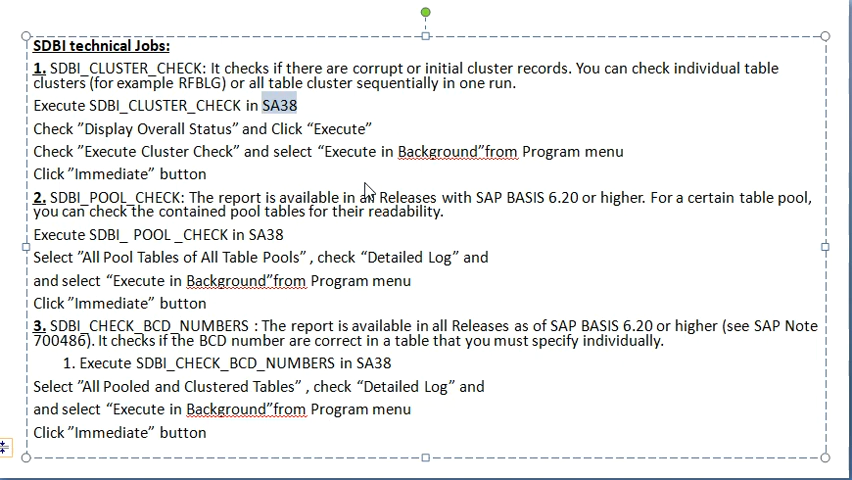 SDBI technical Jobs:
1. SDBI_CLUSTER_CHECK: It checks if there are corrupt or initial cluster records. You can check individual table
clusters (for example RFBLG) or all table cluster sequentially in one run.
Execute SDBI_CLUSTER_CHECK in SA38
Check ”Display Overall Status” and Click “Execute”
Check “Execute Cluster Check” and select “Execute in Background”from Program menu
Click ”Immediate” button
2. SDBI_POOL_CHECK: The report is available in all Releases with SAP BASIS 6.20 or higher. For a certain table pool,
you can check the contained pool tables for their readability.
Execute SDBI_ POOL _CHECK in SA38
Select ”All Pool Tables of All Table Pools” , check “Detailed Log” and
and select “Execute in Background”from Program menu
Click ”Immediate” button
3. SDBI_CHECK_BCD_NUMBERS : The report is available in all Releases as of SAP BASIS 6.20 or higher (see SAP Note
700486). It checks if the BCD number are correct in a table that you must specify individually.
1. Execute SDBI_CHECK_BCD_NUMBERS in SA38
Select ”All Pooled and Clustered Tables” , check “Detailed Log” and
and select “Execute in Background”from Program menu
Click ”Immediate” button